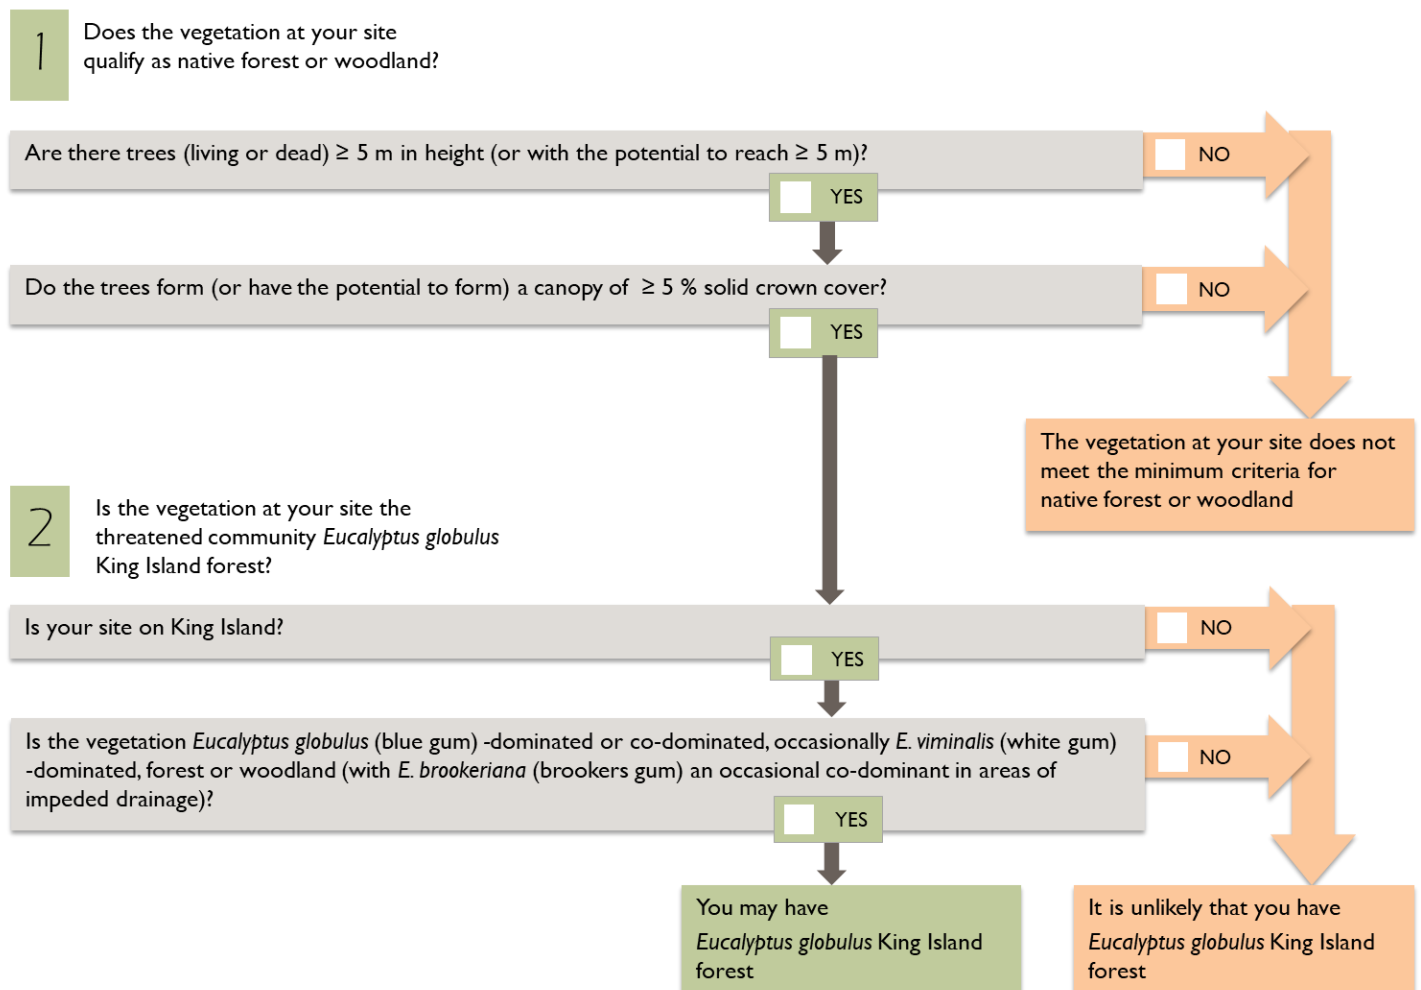 1
Does the vegetation at your site
qualify as native forest or woodland?
Are there trees (living or dead) ≥ 5 m in height (or with the potential to reach ≥ 5 m)?
NO
YES
Do the trees form (or have the potential to form) a canopy of ≥ 5 % solid crown cover?
NO
YES
The vegetation at your site does not
meet the minimum criteria for
native forest or woodland
2
Is the vegetation at your site the
threatened community Eucalyptus globulus
King Island forest?
Is your site on King Island?
NO
YES
Is the vegetation Eucalyptus globulus (blue gum) -dominated or co-dominated, occasionally E. viminalis (white gum)
-dominated, forest or woodland (with E. brookeriana (brookers gum) an occasional co-dominant in areas of
impeded drainage)?
NO
YES
You may have
Eucalyptus globulus King Island
forest
It is unlikely that you have
Eucalyptus globulus King Island
forest